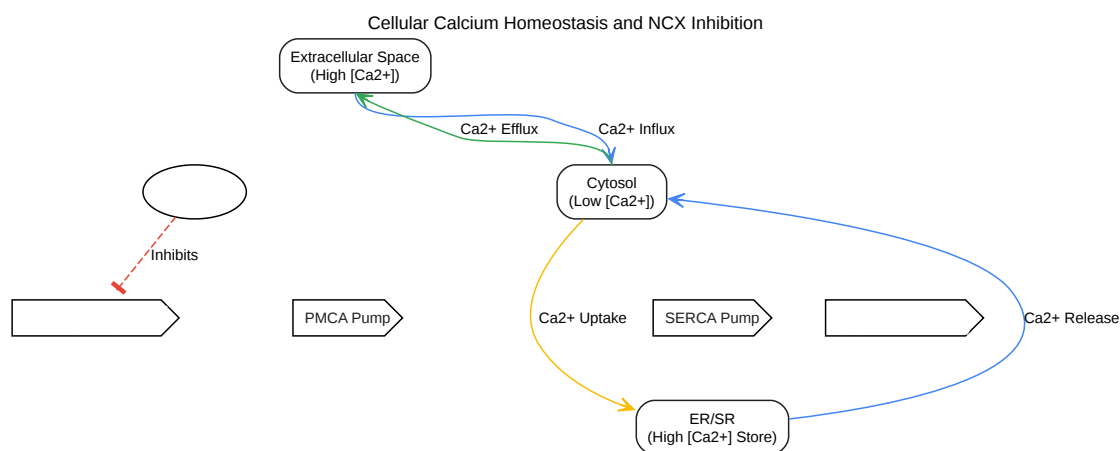 Cellular Calcium Homeostasis and NCX Inhibition
Extracellular Space
(High [Ca2+])
Ca2+ Efflux
Ca2+ Influx
Cytosol
(Low [Ca2+])
Inhibits
PMCA Pump
Ca2+ Uptake
SERCA Pump
Ca2+ Release
ER/SR
(High [Ca2+] Store)